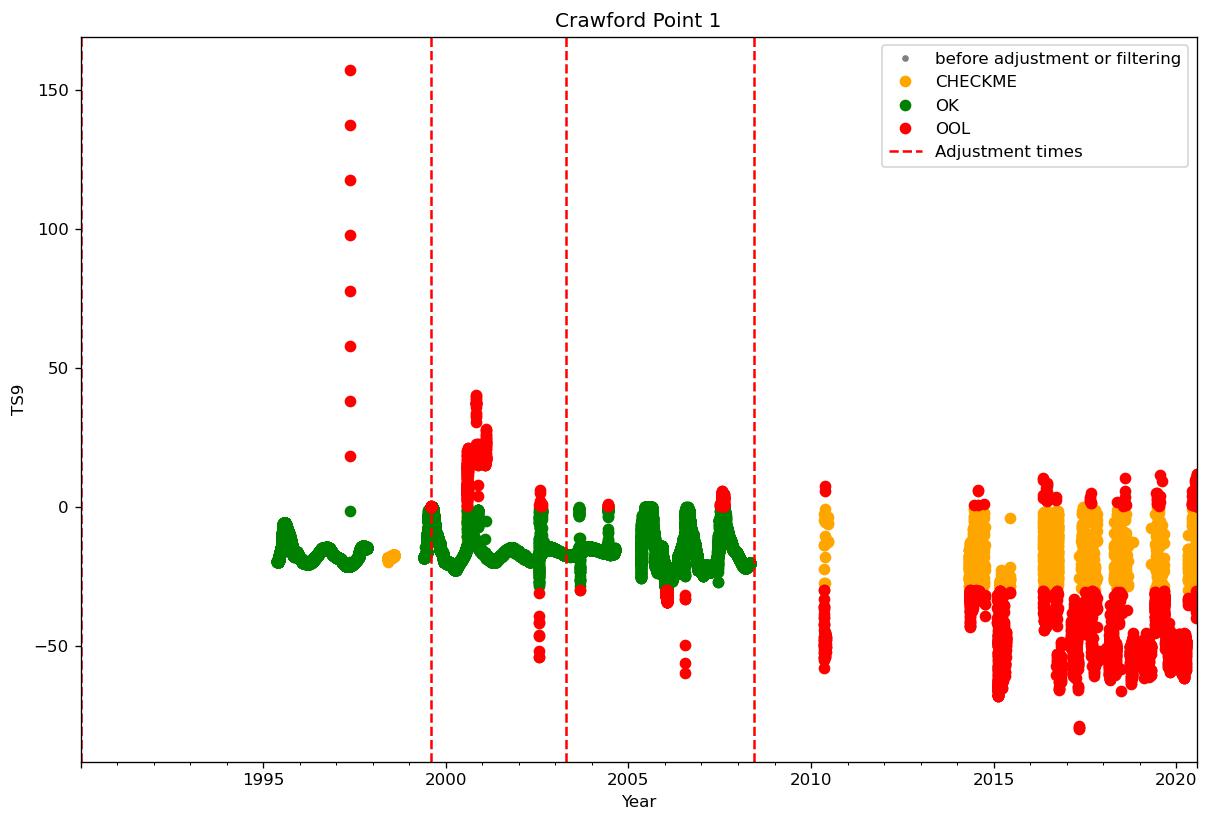 Crawford Point 1
before adjustment or filtering
CHECKME
OK
OOL
Adjustment times
150
100
50
0
−50
TS9
1995
2000
2005
2010
2015
2020
Year